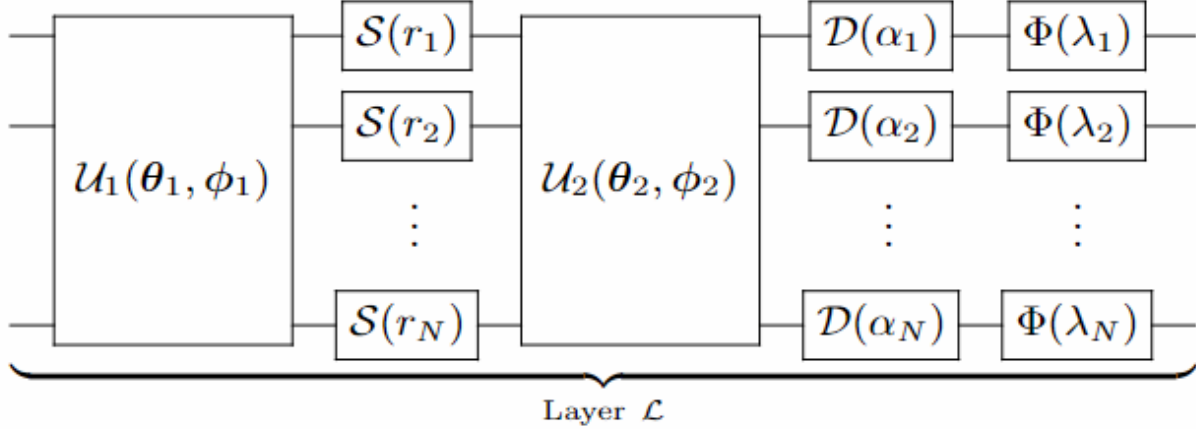 𝒰₁(𝜽₁, 𝝓₁) 𝒮(r₁) 𝒰₂(𝜽₂, 𝝓₂) 𝒟(α₁) Φ(λ₁)
𝒮(r₂) 𝒟(α₂) Φ(λ₂)
⋮ ⋮ ⋮
𝒮(r_N) 𝒟(α_N) Φ(λ_N)
Layer ℒ